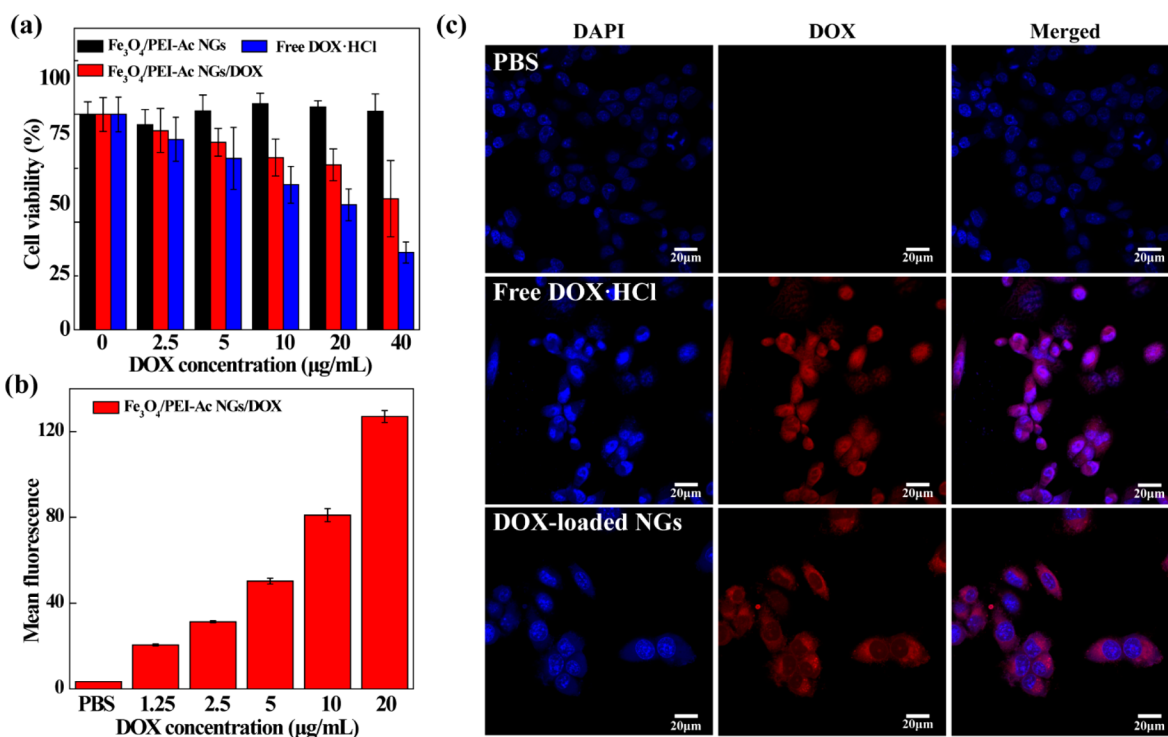 (a)
Fe₃O₄/PEI-Ac NGs
Free DOX·HCl
Fe₃O₄/PEI-Ac NGs/DOX
Cell viability (%)
100
75
50
25
0
0 2.5 5 10 20 40
DOX concentration (µg/mL)
(b)
Fe₃O₄/PEI-Ac NGs/DOX
Mean fluorescence
120
80
40
0
PBS 1.25 2.5 5 10 20
DOX concentration (µg/mL)
(c)
DAPI DOX Merged
PBS
20µm 20µm 20µm
Free DOX·HCl
20µm 20µm 20µm
DOX-loaded NGs
20µm 20µm 20µm